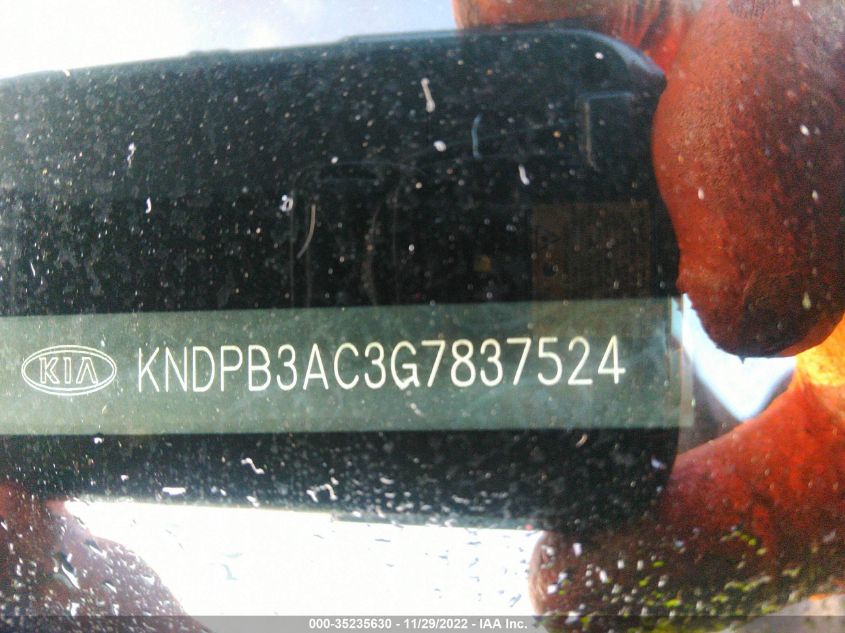 KIA KNDPB3AC3G7837524
000-35235630 - 11/29/2022 - IAA Inc.